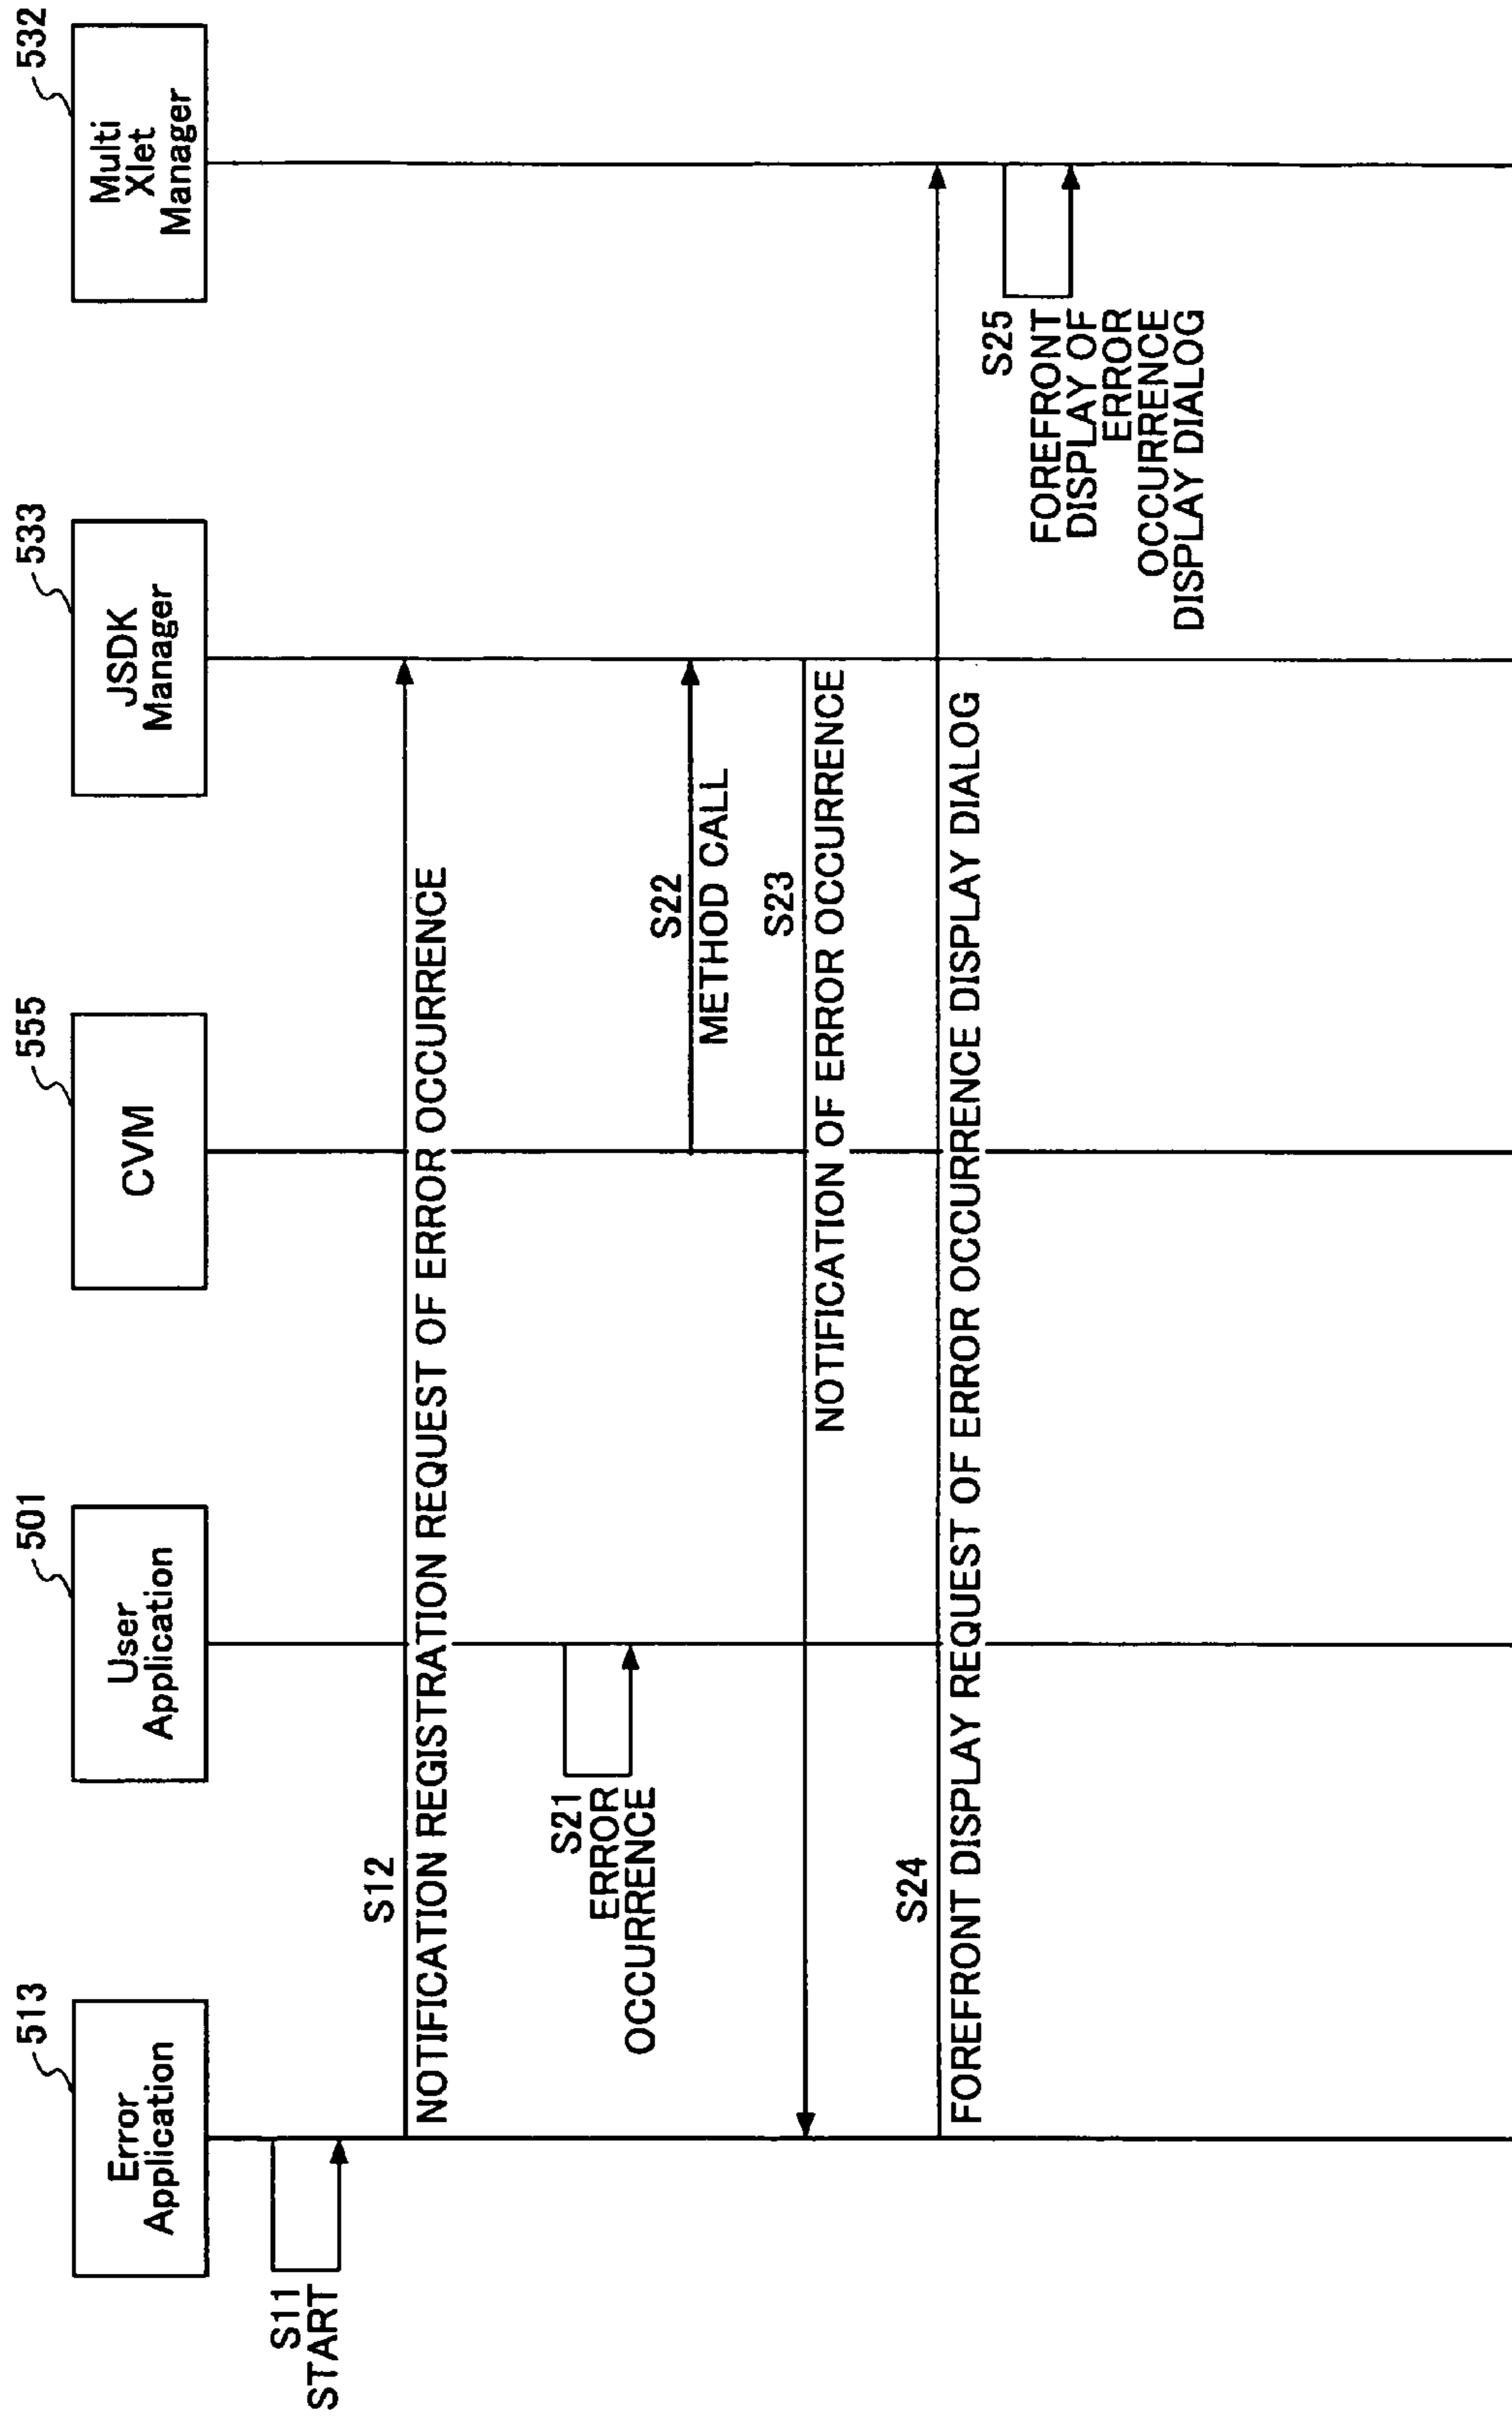 513
Error
Application
501
User
Application
555
CVM
533
JSDK
Manager
532
Multi
Xlet
Manager
S11
START
S12
NOTIFICATION REGISTRATION REQUEST OF ERROR OCCURRENCE
S21
ERROR
OCCURRENCE
S22
METHOD CALL
S23
NOTIFICATION OF ERROR OCCURRENCE
S24
FOREFRONT DISPLAY REQUEST OF ERROR OCCURRENCE DISPLAY DIALOG
S25
FOREFRONT
DISPLAY OF
ERROR
OCCURRENCE
DISPLAY DIALOG